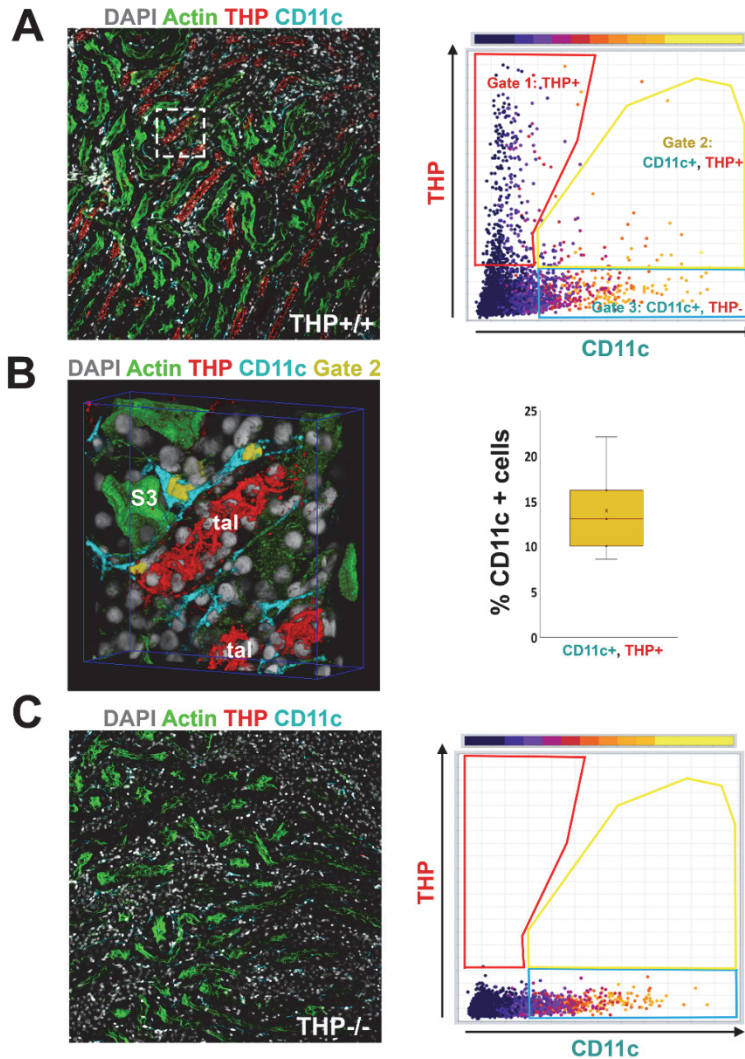 A
DAPI Actin THP CD11c
THP+/+
THP
Gate 1: THP+
Gate 2:
CD11c+, THP+
Gate 3: CD11c+, THP-
CD11c
B
DAPI Actin THP CD11c Gate 2
S3
tal
tal
% CD11c + cells
25
20
15
10
5
0
CD11c+, THP+
C
DAPI Actin THP CD11c
THP-/-
THP
CD11c